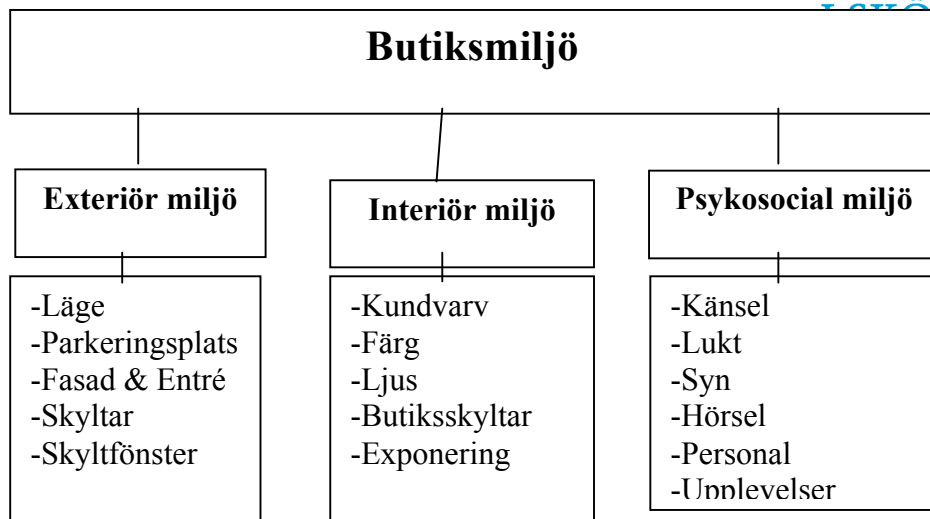 Butiksmiljö
Exteriör miljö
-Läge
-Parkeringsplats
-Fasad & Entré
-Skyltar
-Skyltfönster
Interiör miljö
-Kundvarv
-Färg
-Ljus
-Butiksskyltar
-Exponering
Psykosocial miljö
-Känsel
-Lukt
-Syn
-Hörsel
-Personal
-Upplevelser